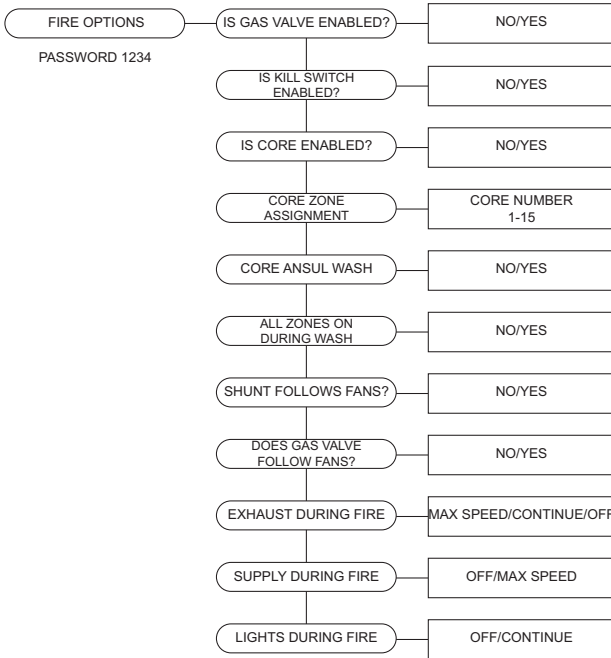 FIRE OPTIONS
IS GAS VALVE ENABLED?
NO/YES
PASSWORD 1234
IS KILL SWITCH
ENABLED?
NO/YES
IS CORE ENABLED?
NO/YES
CORE ZONE
ASSIGNMENT
CORE NUMBER
1-15
CORE ANSUL WASH
NO/YES
ALL ZONES ON
DURING WASH
NO/YES
SHUNT FOLLOWS FANS?
NO/YES
DOES GAS VALVE
FOLLOW FANS?
NO/YES
EXHAUST DURING FIRE
MAX SPEED/CONTINUE/OFF
SUPPLY DURING FIRE
OFF/MAX SPEED
LIGHTS DURING FIRE
OFF/CONTINUE